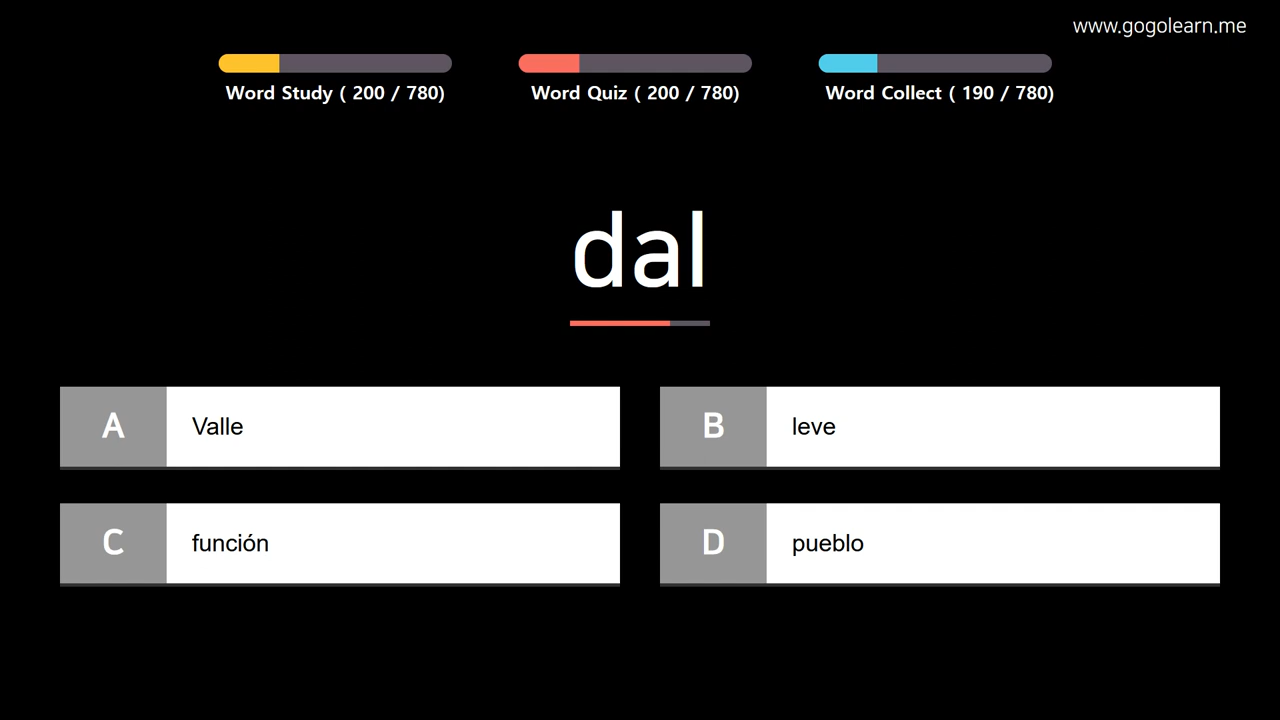 www.gogolearn.me
Word Study ( 200 / 780)
Word Quiz ( 200 / 780)
Word Collect ( 190 / 780)
dal
A Valle
B leve
C función
D pueblo